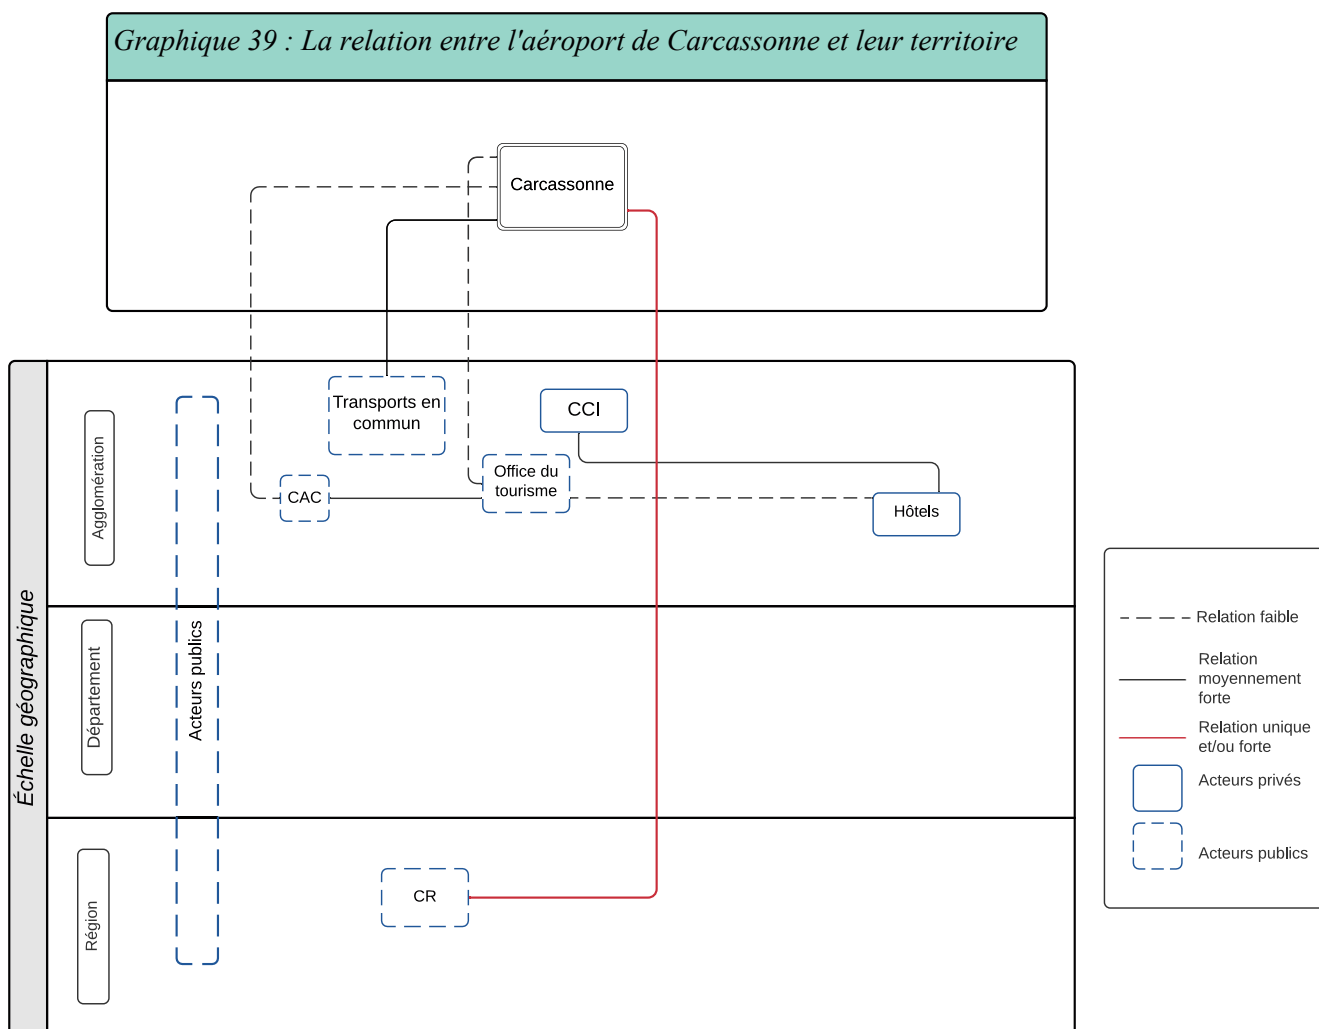 Graphique 39 : La relation entre l'aéroport de Carcassonne et leur territoire
Carcassonne
Échelle géographique
Agglomération
Département
Région
Acteurs publics
Transports en
commun
CCI
CAC
Office du
tourisme
Hôtels
CR
Relation faible
Relation
moyennement
forte
Relation unique
et/ou forte
Acteurs privés
Acteurs publics